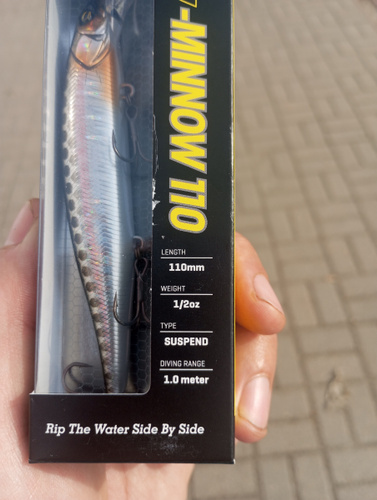 -MINNOW 110
LENGTH
110mm
WEIGHT
1/2oz
TYPE
SUSPEND
DIVING RANGE
1.0 meter
Rip The Water Side By Side